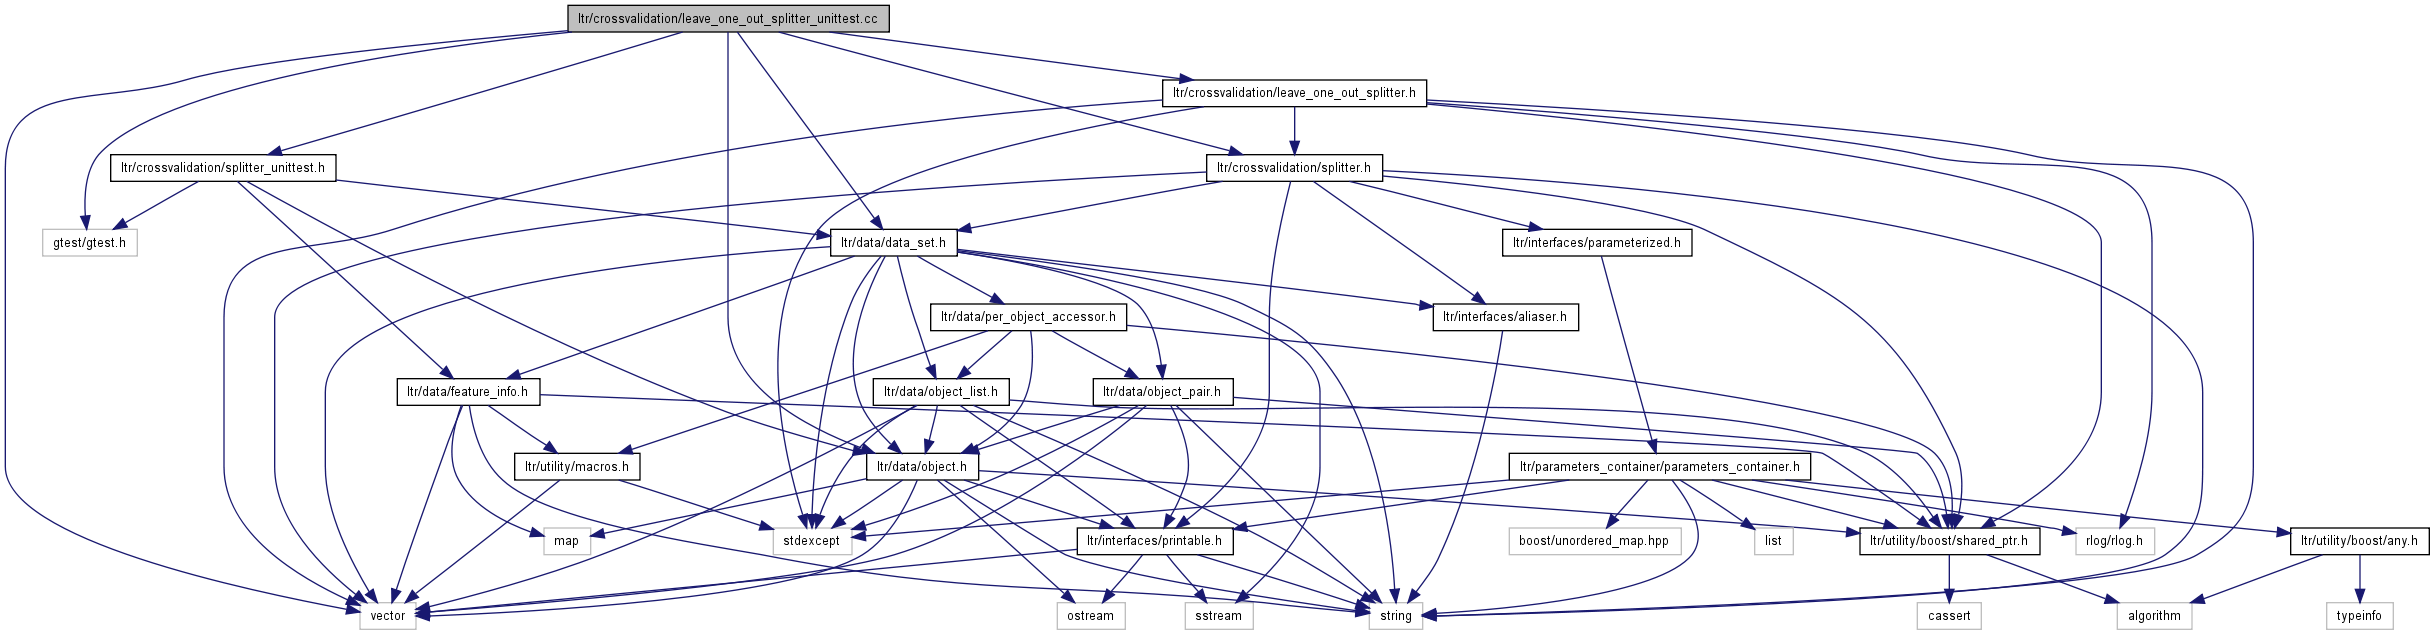 ltr/crossvalidation/leave_one_out_splitter_unittest.cc
ltr/crossvalidation/leave_one_out_splitter.h
ltr/crossvalidation/splitter_unittest.h
ltr/crossvalidation/splitter.h
gtest/gtest.h
ltr/data/data_set.h
ltr/interfaces/parameterized.h
ltr/data/per_object_accessor.h
ltr/interfaces/aliaser.h
ltr/data/feature_info.h
ltr/data/object_list.h
ltr/data/object_pair.h
ltr/utility/macros.h
ltr/data/object.h
ltr/parameters_container/parameters_container.h
map
stdexcept
ltr/interfaces/printable.h
boost/unordered_map.hpp
list
ltr/utility/boost/shared_ptr.h
rlog/rlog.h
ltr/utility/boost/any.h
vector
ostream
sstream
string
cassert
algorithm
typeinfo